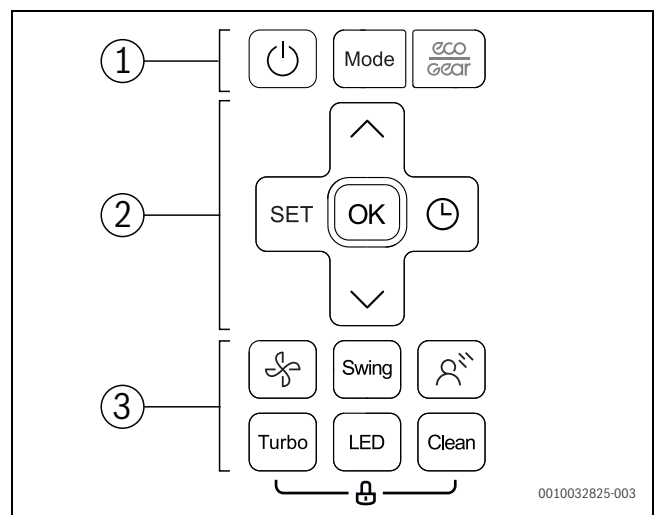 1
Mode
eco
Gear
2
SET
OK
3
Swing
Turbo
LED
Clean
0010032825-003